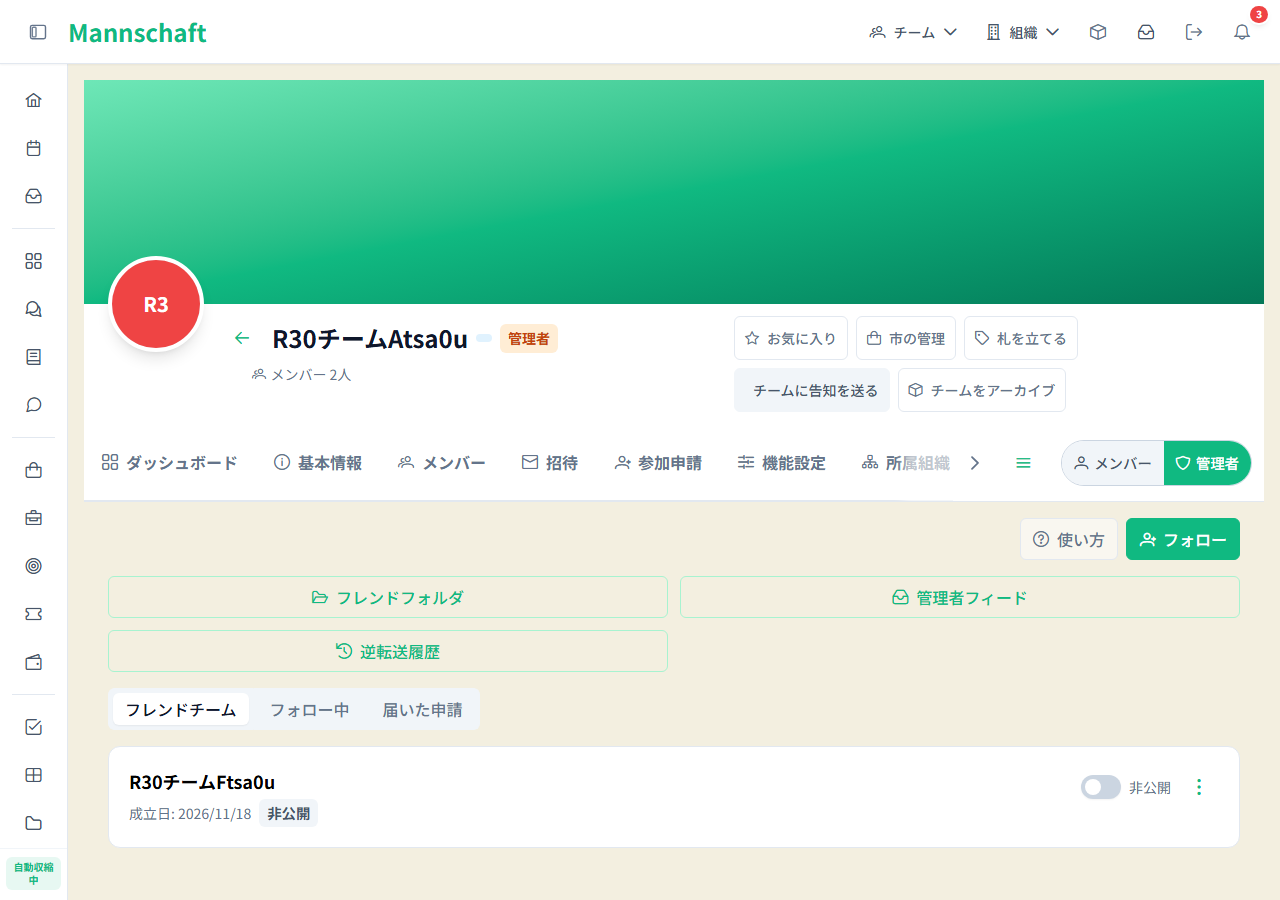 Mannschaft
チーム
組織
3
R3
R30チームAtsa0u
管理者
メンバー 2人
お気に入り
市の管理
札を立てる
チームに告知を送る
チームをアーカイブ
ダッシュボード
基本情報
メンバー
招待
参加申請
機能設定
所属組織
メンバー
管理者
使い方
フォロー
フレンドフォルダ
管理者フィード
逆転送履歴
フレンドチーム
フォロー中
届いた申請
R30チームFtsa0u
成立日: 2026/11/18
非公開
非公開
自動収縮
中